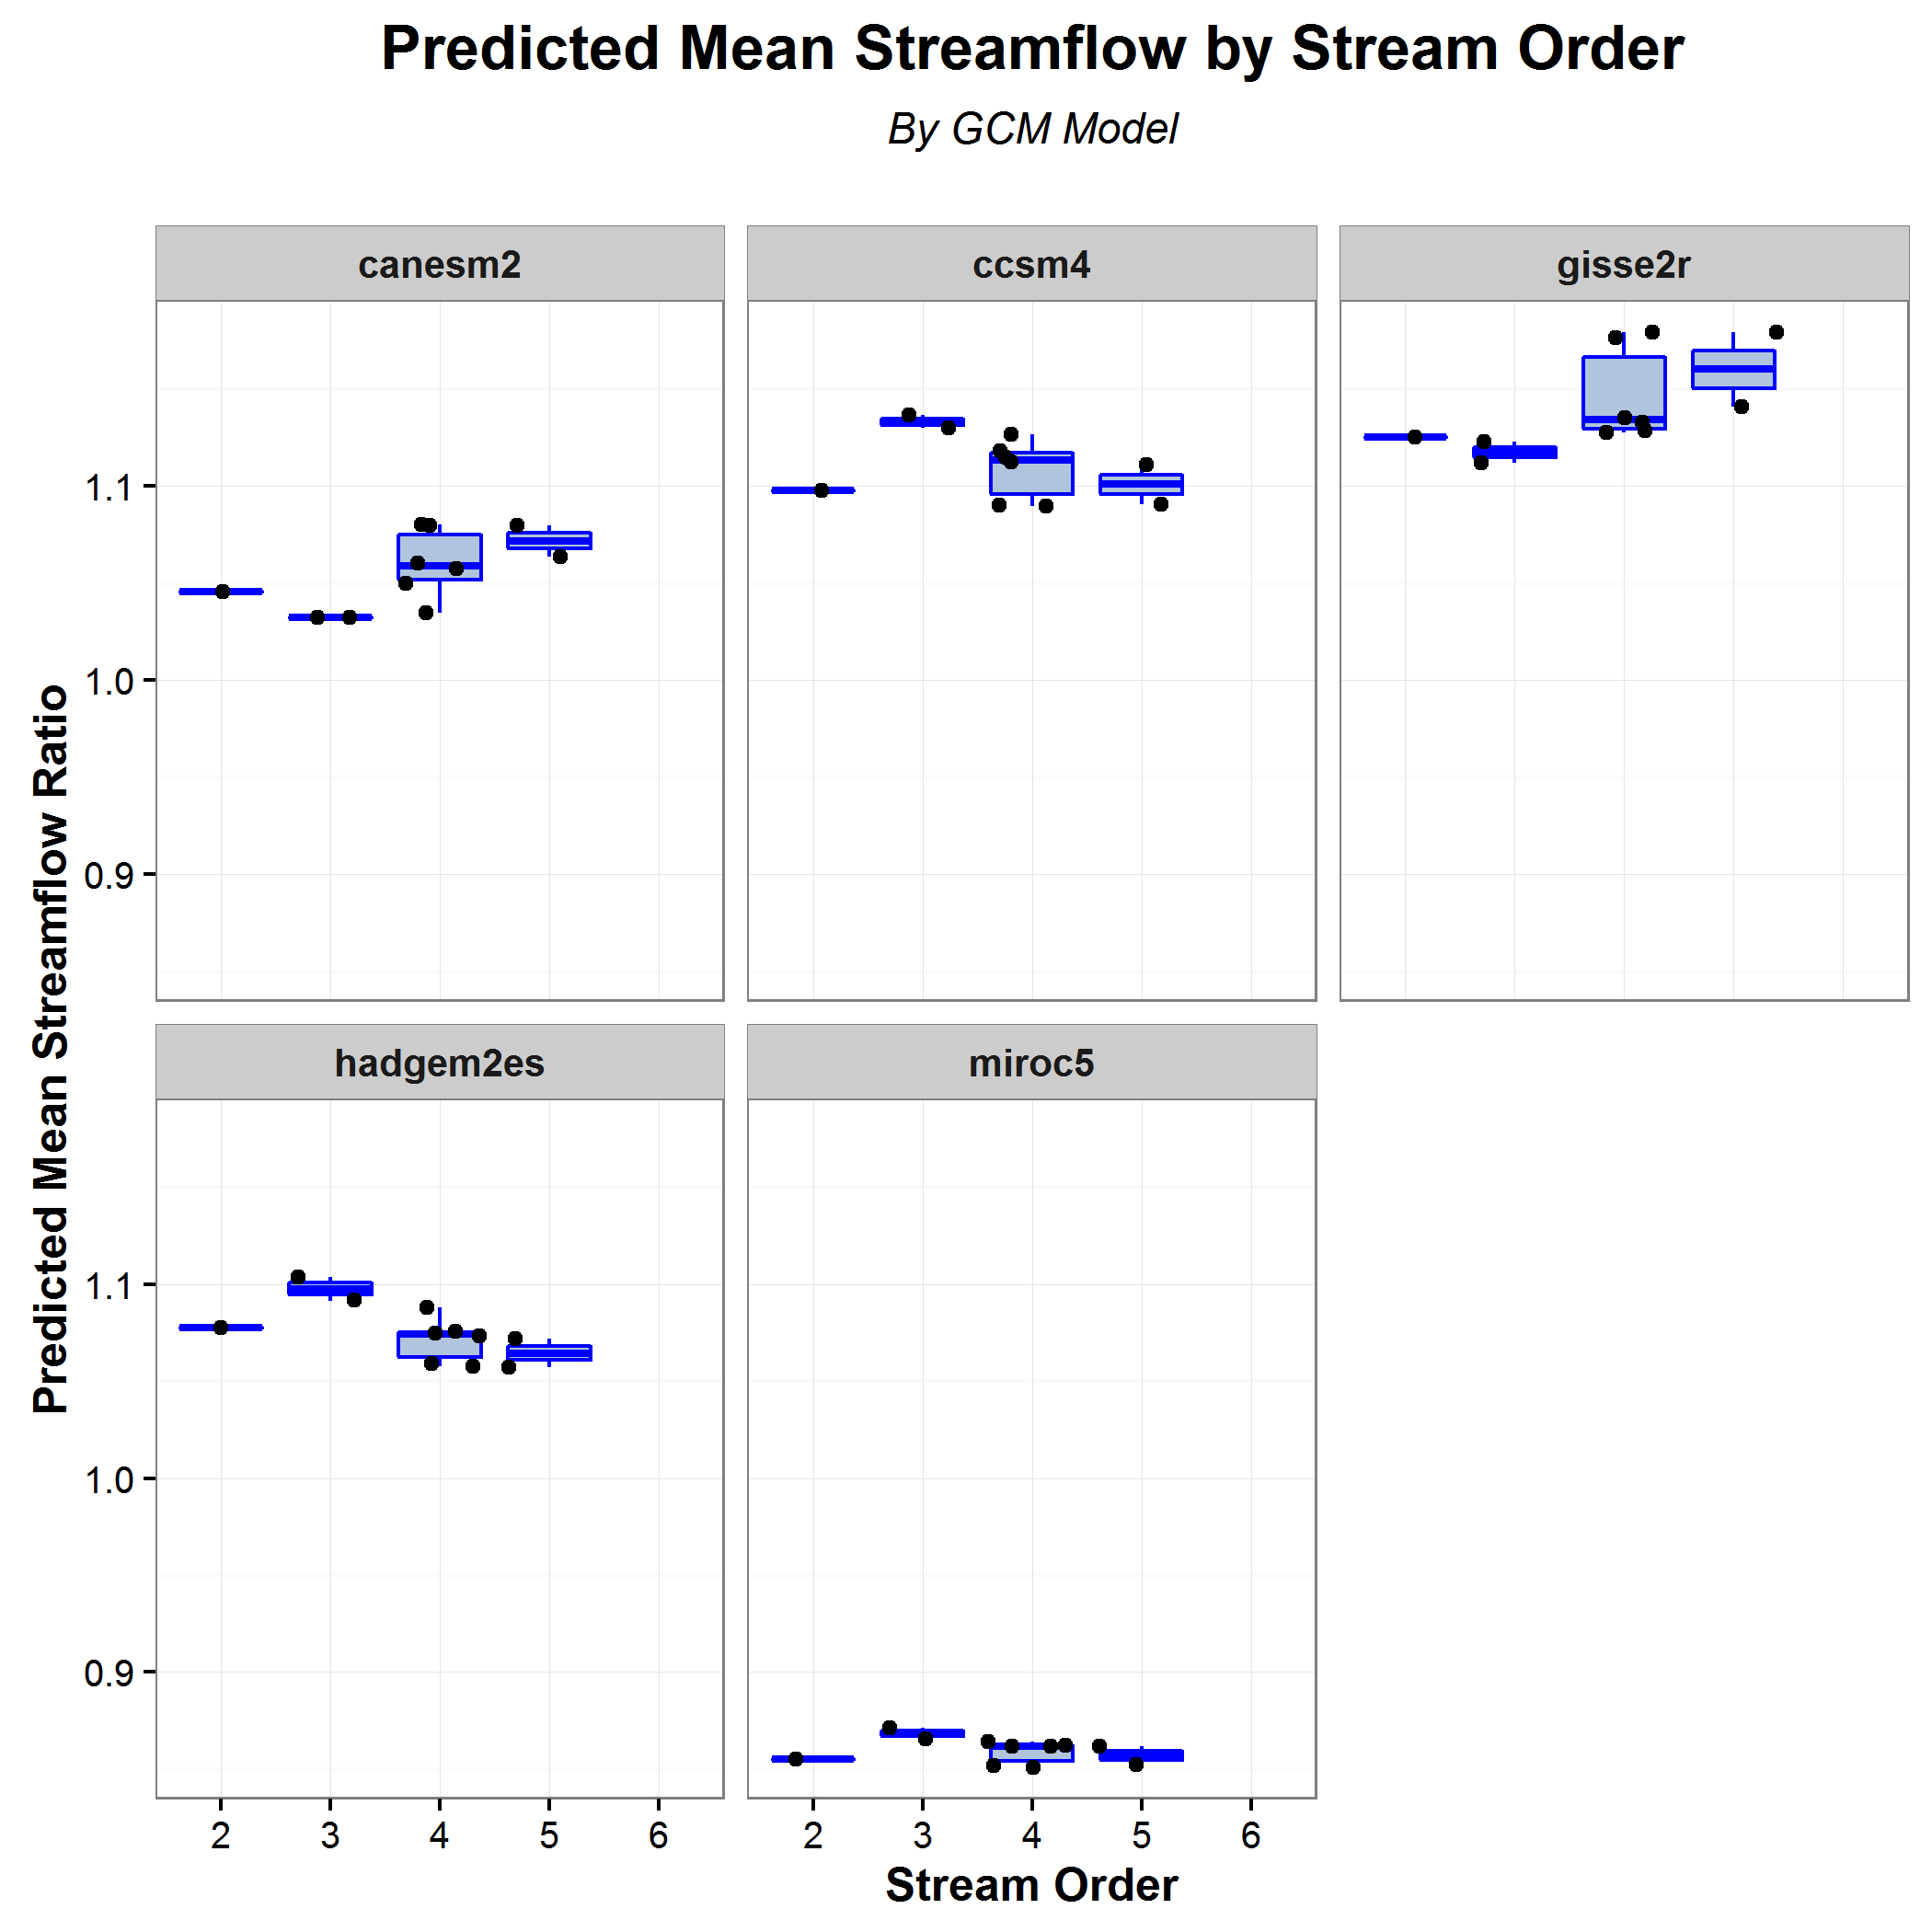 Predicted Mean Streamflow by Stream Order
By GCM Model
canesm2
ccsm4
gisse2r
1.1
1.0
0.9
Predicted Mean Streamflow Ratio
hadgem2es
miroc5
1.1
1.0
0.9
2 3 4 5 6
2 3 4 5 6
Stream Order